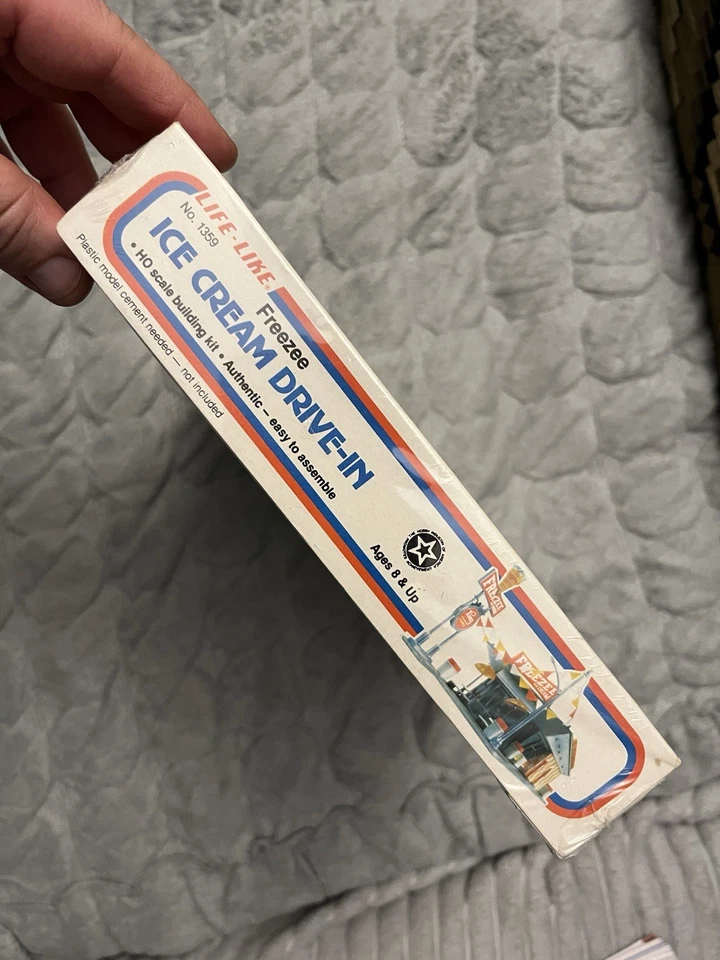 LIFE-LIKE®
No. 1359
Freezee
ICE CREAM DRIVE-IN
• HO scale building kit • Authentic — easy to assemble
Plastic model cement needed — not included
Ages 8 & Up
FREEZEE